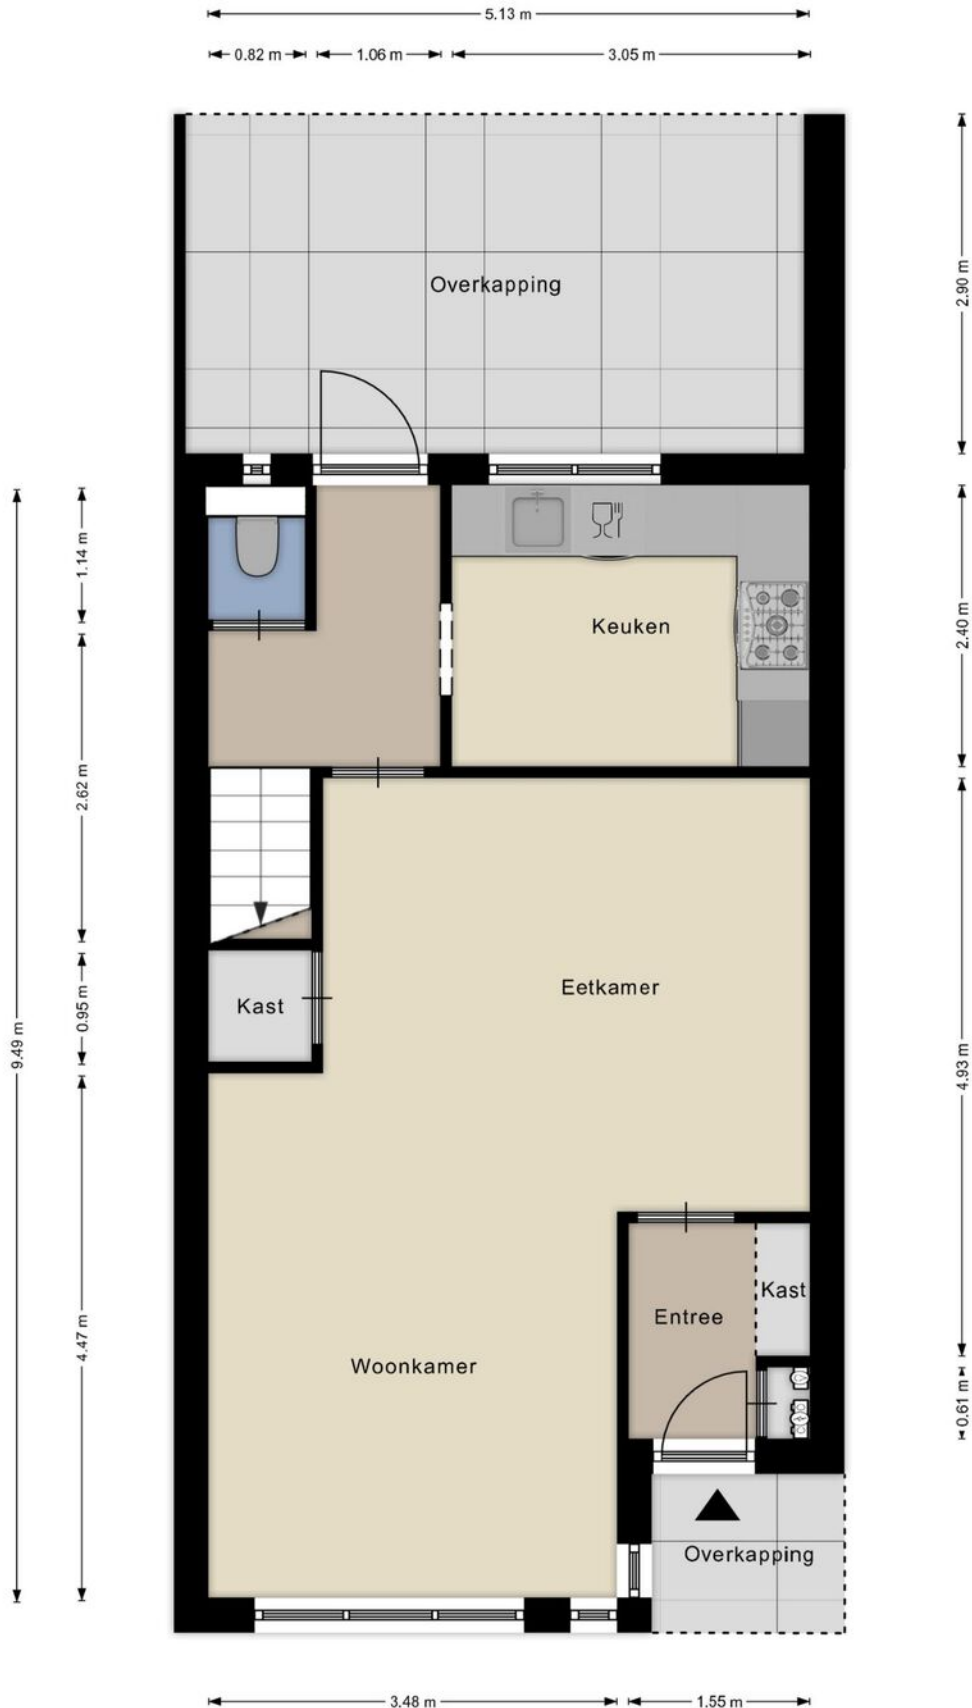 5.13 m
0.82 m
1.06 m
3.05 m
2.90 m
Overkapping
1.14 m
2.40 m
Keuken
2.62 m
Eetkamer
Kast
0.95 m
9.49 m
4.93 m
Kast
Entree
4.47 m
Woonkamer
0.61 m
Overkapping
3.48 m
1.55 m